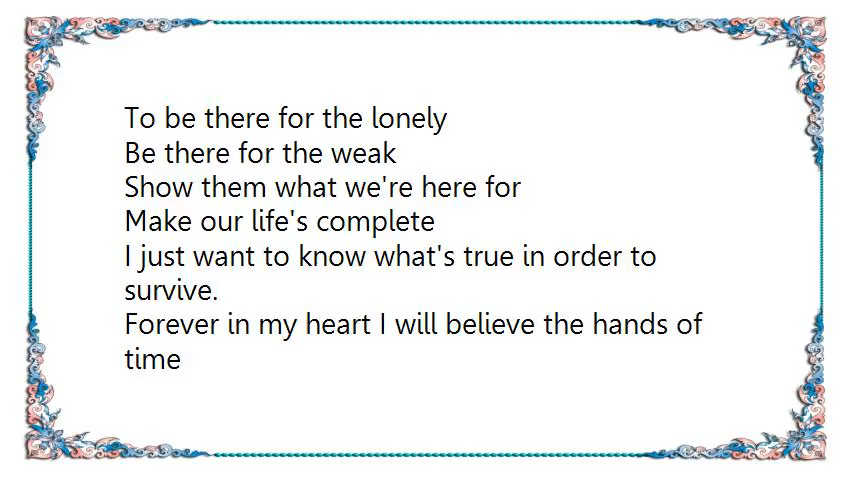 To be there for the lonely
Be there for the weak
Show them what we're here for
Make our life's complete
I just want to know what's true in order to
survive.
Forever in my heart I will believe the hands of
time